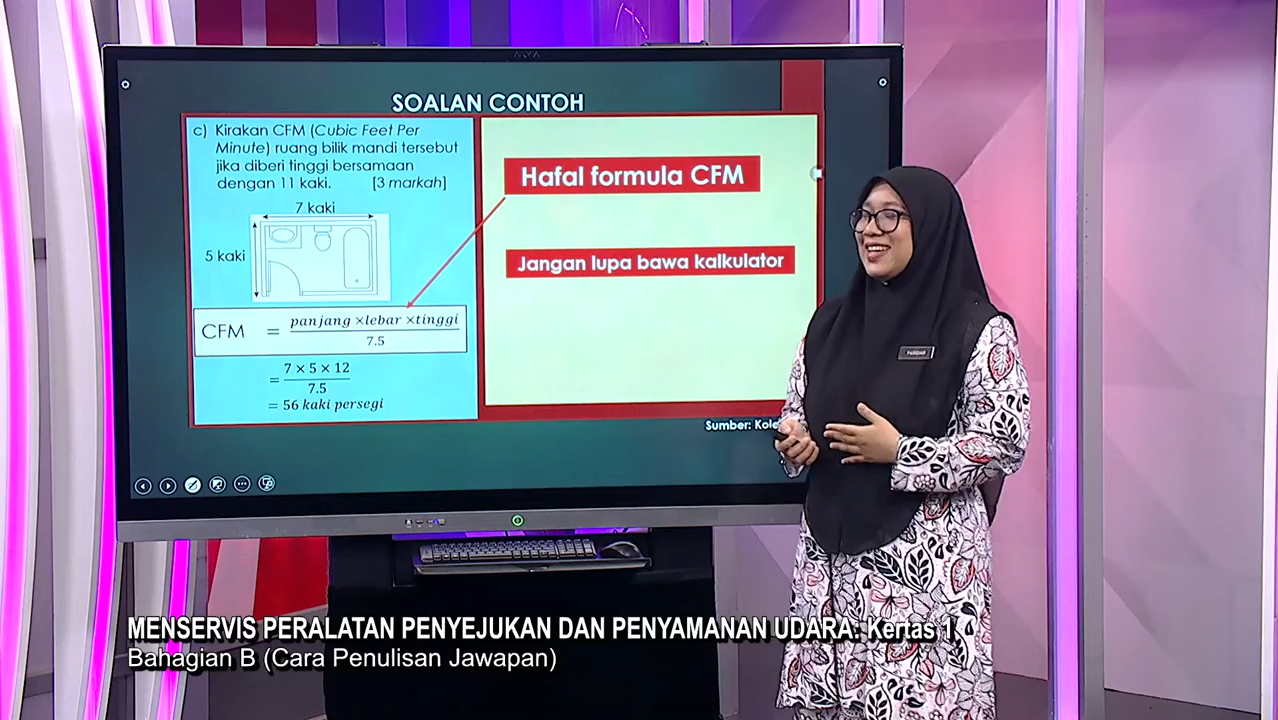 SOALAN CONTOH
c) Kirakan CFM (Cubic Feet Per
Minute) ruang bilik mandi tersebut
jika diberi tinggi bersamaan
dengan 11 kaki. [3 markah]
7 kaki
5 kaki
CFM = panjang ×lebar ×tinggi
7.5
= 7 × 5 × 12
7.5
= 56 kaki persegi
Hafal formula CFM
Jangan lupa bawa kalkulator
Sumber:
MENSERVIS PERALATAN PENYEJUKAN DAN PENYAMANAN UDARA: Kertas 1
Bahagian B (Cara Penulisan Jawapan)